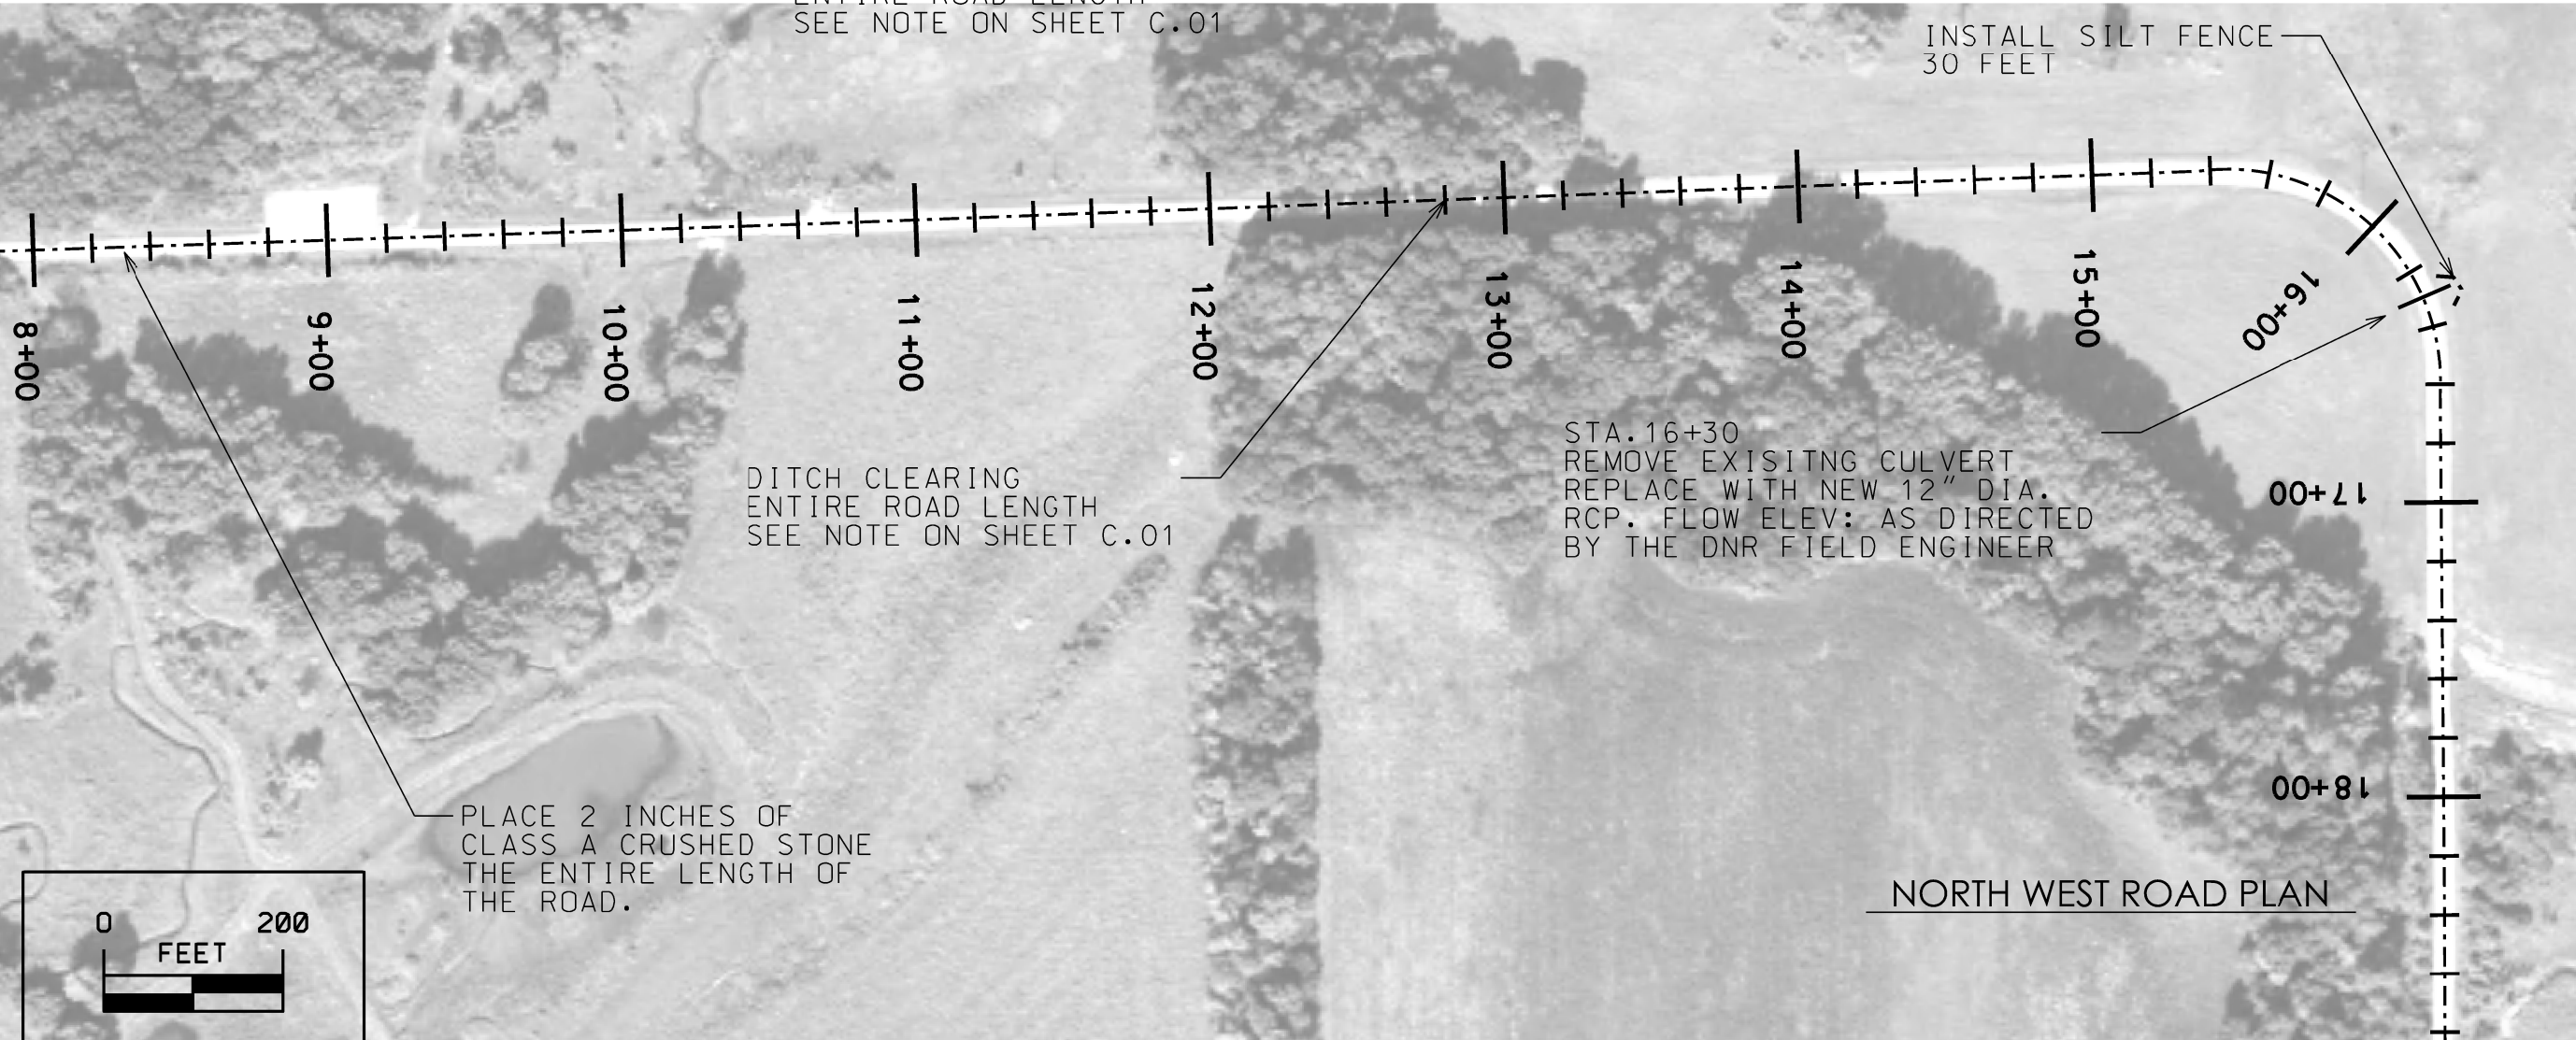 ENTIRE ROAD LENGTH
SEE NOTE ON SHEET C.01
INSTALL SILT FENCE
30 FEET
8+00
9+00
10+00
11+00
12+00
13+00
14+00
15+00
16+00
17+00
18+00
STA.16+30
REMOVE EXISITNG CULVERT
REPLACE WITH NEW 12" DIA.
RCP. FLOW ELEV: AS DIRECTED
BY THE DNR FIELD ENGINEER
DITCH CLEARING
ENTIRE ROAD LENGTH
SEE NOTE ON SHEET C.01
PLACE 2 INCHES OF
CLASS A CRUSHED STONE
THE ENTIRE LENGTH OF
THE ROAD.
NORTH WEST ROAD PLAN
0 200
FEET